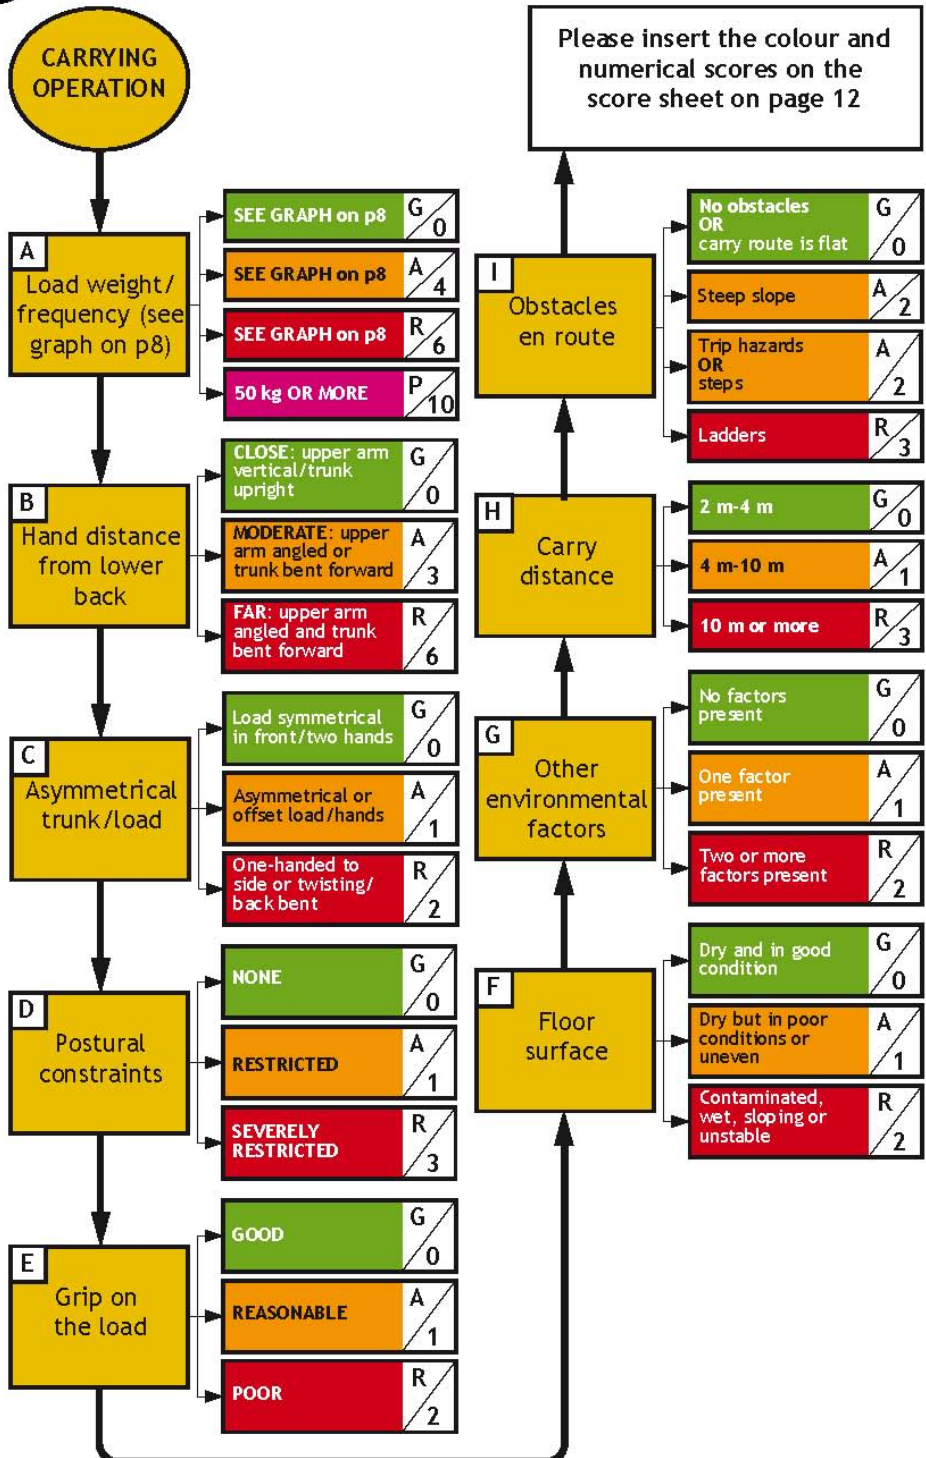 CARRYING
OPERATION
A
Load weight/
frequency (see
graph on p8)
SEE GRAPH on p8
G
0
SEE GRAPH on p8
A
4
SEE GRAPH on p8
R
6
50 kg OR MORE
P
10
B
Hand distance
from lower
back
CLOSE: upper arm
vertical/trunk
upright
G
0
MODERATE: upper
arm angled or
trunk bent forward
A
3
FAR: upper arm
angled and trunk
bent forward
R
6
C
Asymmetrical
trunk/load
Load symmetrical
in front/two hands
G
0
Asymmetrical or
offset load/hands
A
1
One-handed to
side or twisting/
back bent
R
2
D
Postural
constraints
NONE
G
0
RESTRICTED
A
1
SEVERELY
RESTRICTED
R
3
E
Grip on
the load
GOOD
G
0
REASONABLE
A
1
POOR
R
2
F
Floor
surface
Dry and in good
condition
G
0
Dry but in poor
conditions or
uneven
A
1
Contaminated,
wet, sloping or
unstable
R
2
G
Other
environmental
factors
No factors
present
G
0
One factor
present
A
1
Two or more
factors present
R
2
H
Carry
distance
2 m-4 m
G
0
4 m-10 m
A
1
10 m or more
R
3
I
Obstacles
en route
No obstacles
OR
carry route is flat
G
0
Steep slope
A
2
Trip hazards
OR
steps
A
2
Ladders
R
3
Please insert the colour and
numerical scores on the
score sheet on page 12